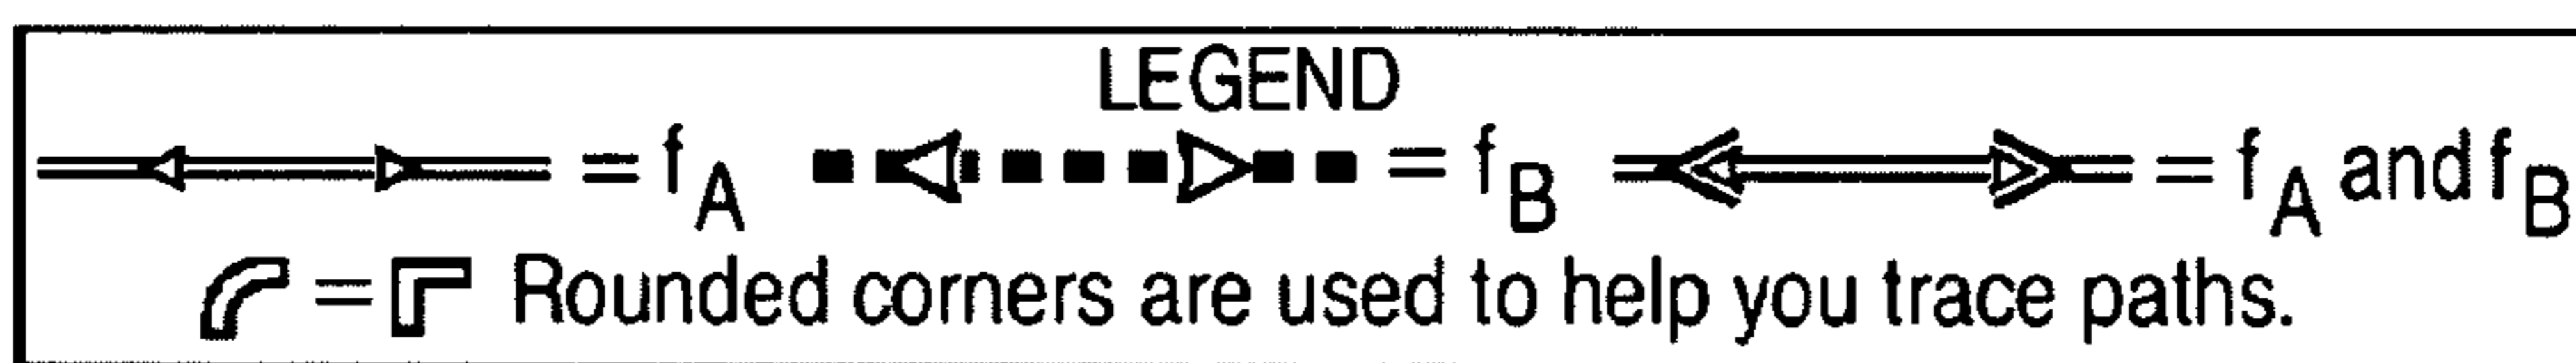 LEGEND
= fA = fB = fA and fB
= Rounded corners are used to help you trace paths.